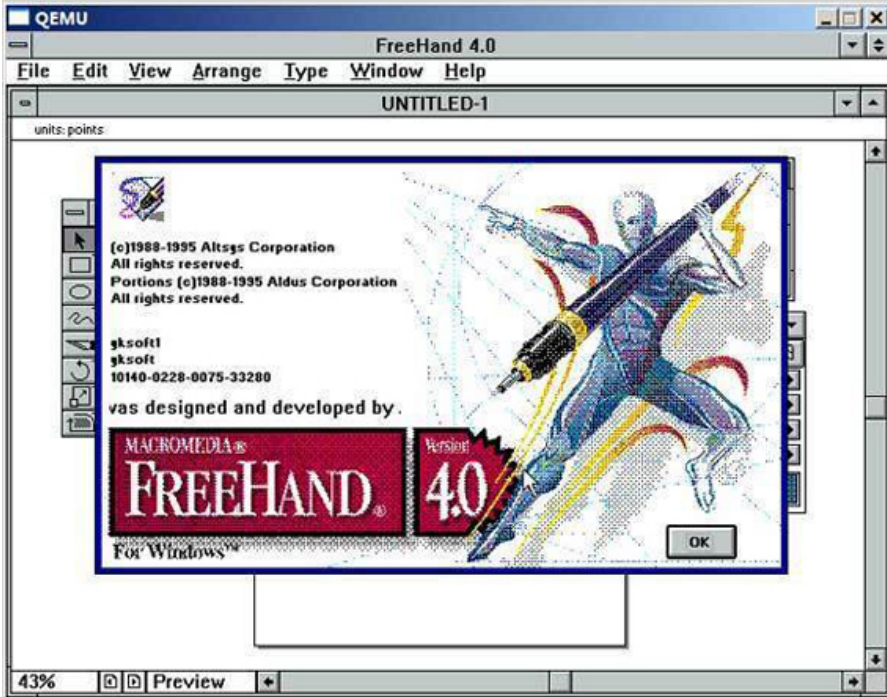 QEMU
FreeHand 4.0
File Edit View Arrange Type Window Help
UNTITLED-1
units: points
(c)1988-1995 Altsys Corporation
All rights reserved.
Portions (c)1988-1995 Aldus Corporation
All rights reserved.
gksoft1
gksoft
10140-0228-0075-33280
was designed and developed by.
MACROMEDIA®
FREEHAND®
Version
4.0
For Windows™
OK
43% Preview